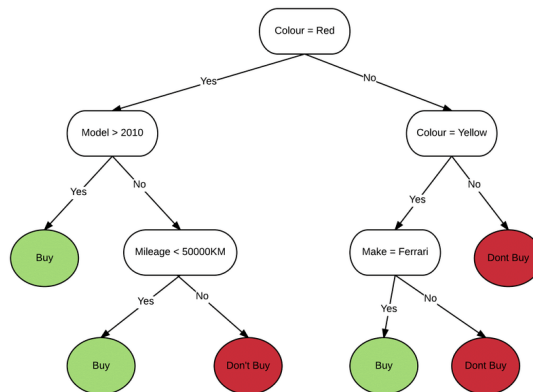 Colour = Red
Yes
No
Model > 2010
Colour = Yellow
Yes
No
Yes
No
Buy
Mileage < 50000KM
Make = Ferrari
Dont Buy
Yes
No
Yes
No
Buy
Don't Buy
Buy
Dont Buy